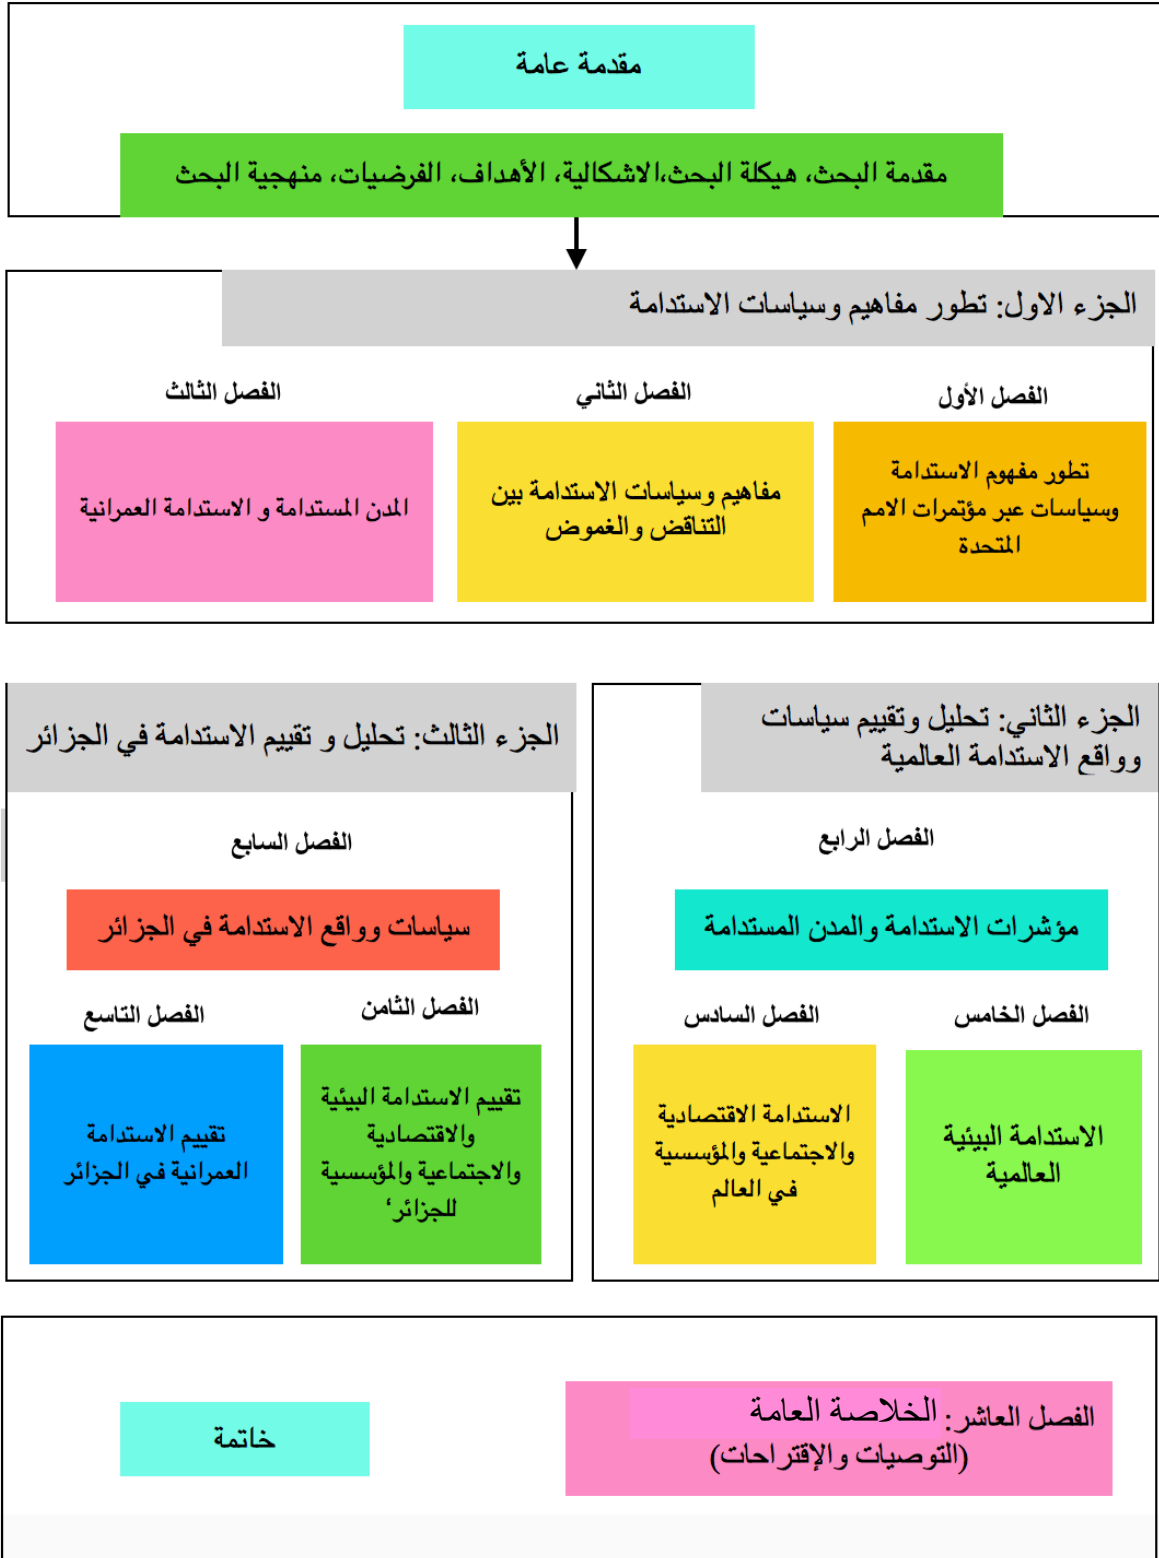 مقدمة عامة
مقدمة البحث، هيكلة البحث،الاشكالية، الأهداف، الفرضيات، منهجية البحث
الجزء الاول: تطور مفاهيم وسياسات الاستدامة
الفصل الأول
تطور مفهوم الاستدامة
وسياسات عبر مؤتمرات الامم
المتحدة
الفصل الثاني
مفاهيم وسياسات الاستدامة بين
التناقض والغموض
الفصل الثالث
المدن المستدامة و الاستدامة العمرانية
الجزء الثاني: تحليل وتقييم سياسات
وواقع الاستدامة العالمية
الفصل الرابع
مؤشرات الاستدامة والمدن المستدامة
الفصل الخامس
الاستدامة البيئية
العالمية
الفصل السادس
الاستدامة الاقتصادية
والاجتماعية والمؤسسية
في العالم
الجزء الثالث: تحليل و تقييم الاستدامة في الجزائر
الفصل السابع
سياسات وواقع الاستدامة في الجزائر
الفصل الثامن
تقييم الاستدامة البيئية
والاقتصادية
والاجتماعية والمؤسسية
للجزائر‘
الفصل التاسع
تقييم الاستدامة
العمرانية في الجزائر
الفصل العاشر: الخلاصة العامة
(التوصيات والإقتراحات)
خاتمة